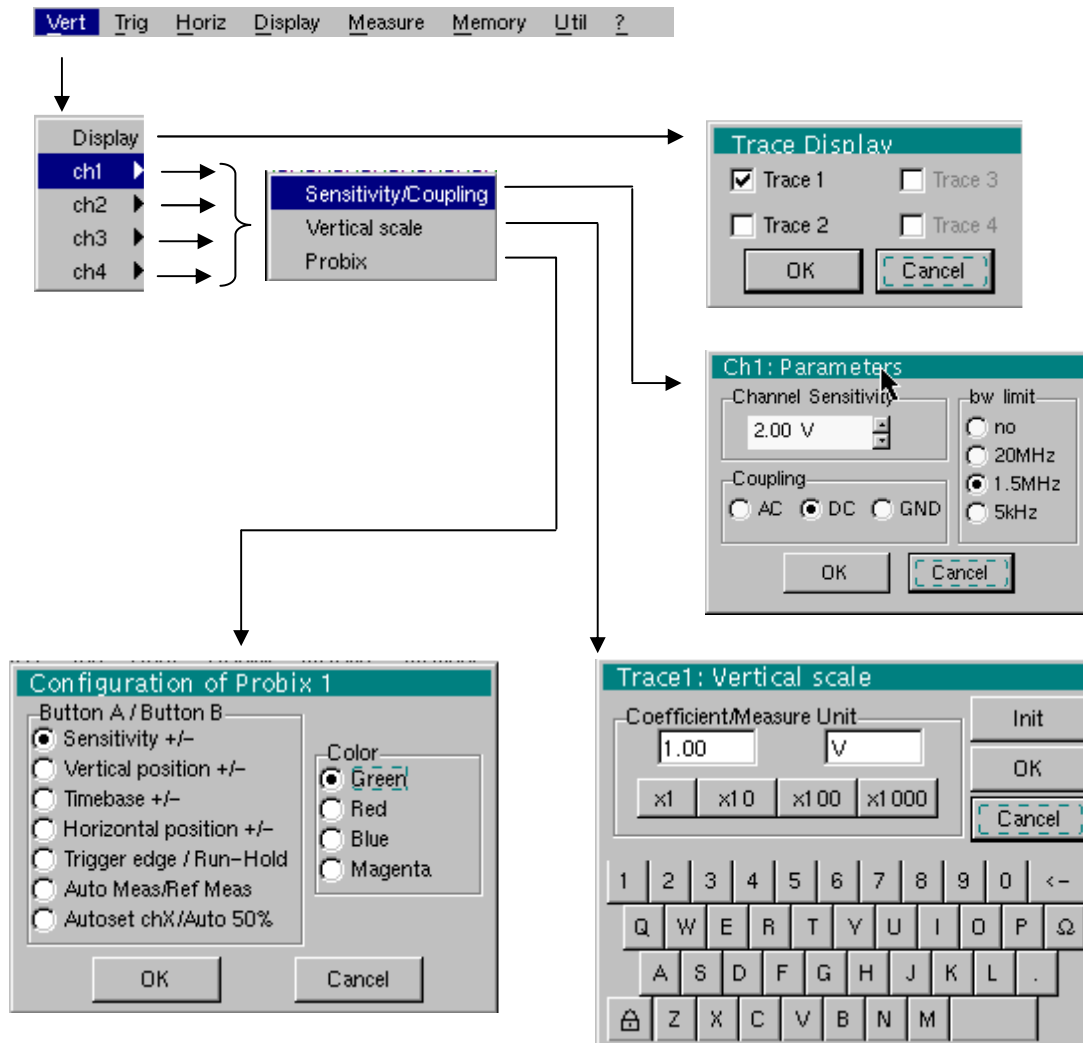 Vert Trig Horiz Display Measure Memory Util ?
Display
ch1
ch2
ch3
ch4
Sensitivity/Coupling
Vertical scale
Probix
Trace Display
Trace 1 Trace 3
Trace 2 Trace 4
OK Cancel
Ch1: Parameters
Channel Sensitivity
2.00 V
Coupling
AC DC GND
bw limit
no
20MHz
1.5MHz
5kHz
OK Cancel
Configuration of Probix 1
Button A / Button B
Sensitivity +/-
Vertical position +/-
Timebase +/-
Horizontal position +/-
Trigger edge / Run-Hold
Auto Meas/Ref Meas
Autoset chX/Auto 50%
Color
Green
Red
Blue
Magenta
OK Cancel
Trace1: Vertical scale
Coefficient/Measure Unit
1.00 V
x1 x10 x100 x1000
Init
OK
Cancel
1 2 3 4 5 6 7 8 9 0 <-
Q W E R T Y U I O P Ω
A S D F G H J K L .
Z X C V B N M